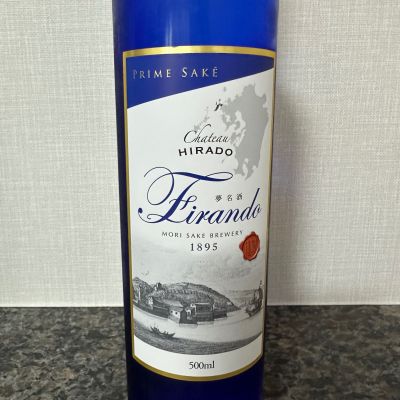 PRIME SAKÉ
Chateau
HIRADO
夢名酒
Firando
MORI SAKE BREWERY
1895
500ml